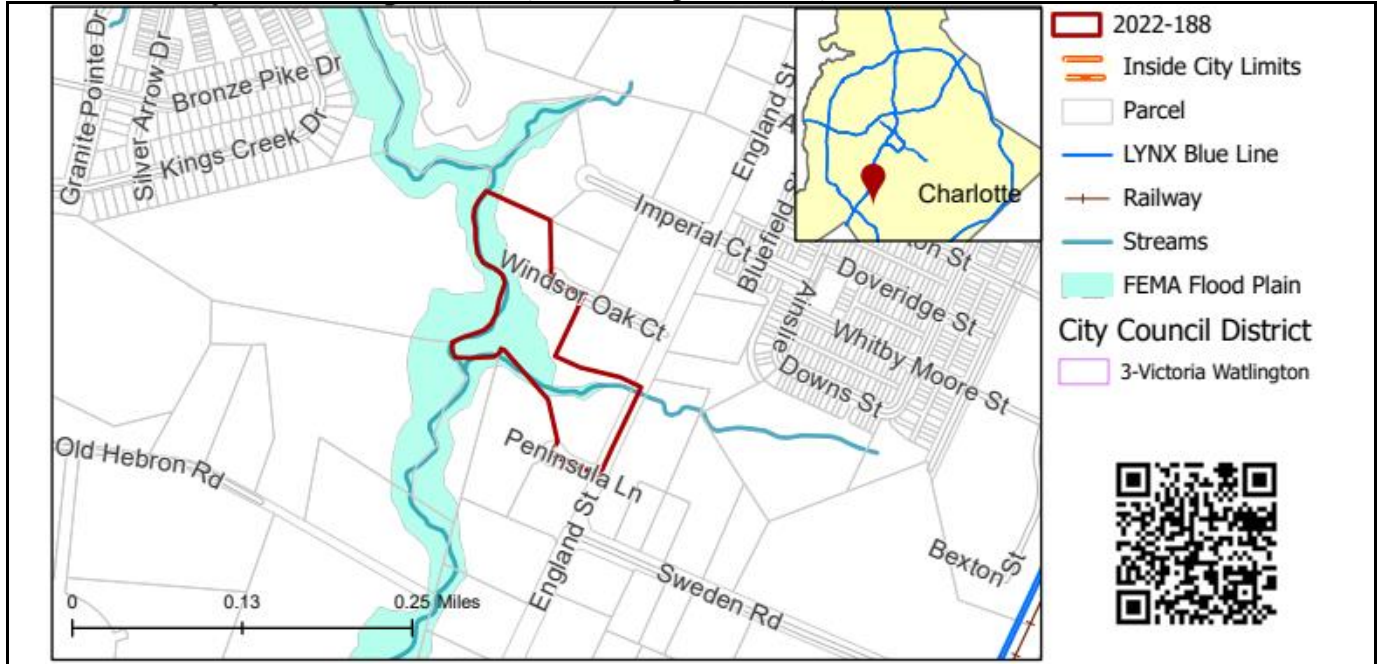 Granite Pointe Dr
Silver Arrow Dr
Bronze Pike Dr
Kings Creek Dr
England St
Bluefield S
Imperial Ct
Windsor Oak Ct
Ainslie
ton St
Doveridge St
Whitby Moore St
Downs St
Peninsula Ln
Old Hebron Rd
England St
Sweden Rd
Bexton St
0 0.13 0.25 Miles
A
Charlotte
2022-188
Inside City Limits
Parcel
LYNX Blue Line
Railway
Streams
FEMA Flood Plain
City Council District
3-Victoria Watlington